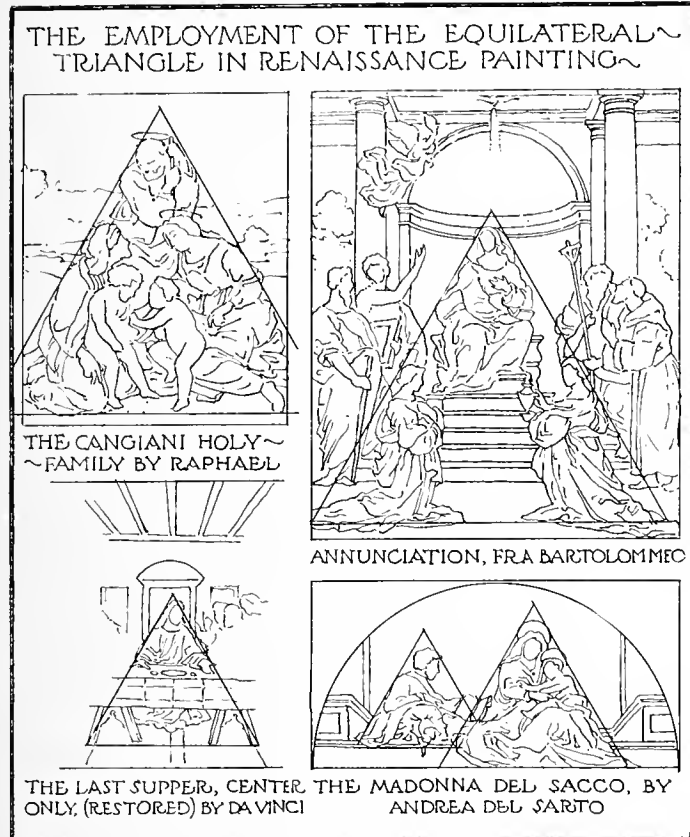 THE EMPLOYMENT OF THE EQUILATERAL~
TRIANGLE IN RENAISSANCE PAINTING~
THE CANGIANI HOLY~
~FAMILY BY RAPHAEL
ANNUNCIATION, FRA BARTOLOMMEO
THE LAST SUPPER, CENTER
ONLY, (RESTORED) BY DA VINCI
THE MADONNA DEL SACCO, BY
ANDREA DEL SARTO